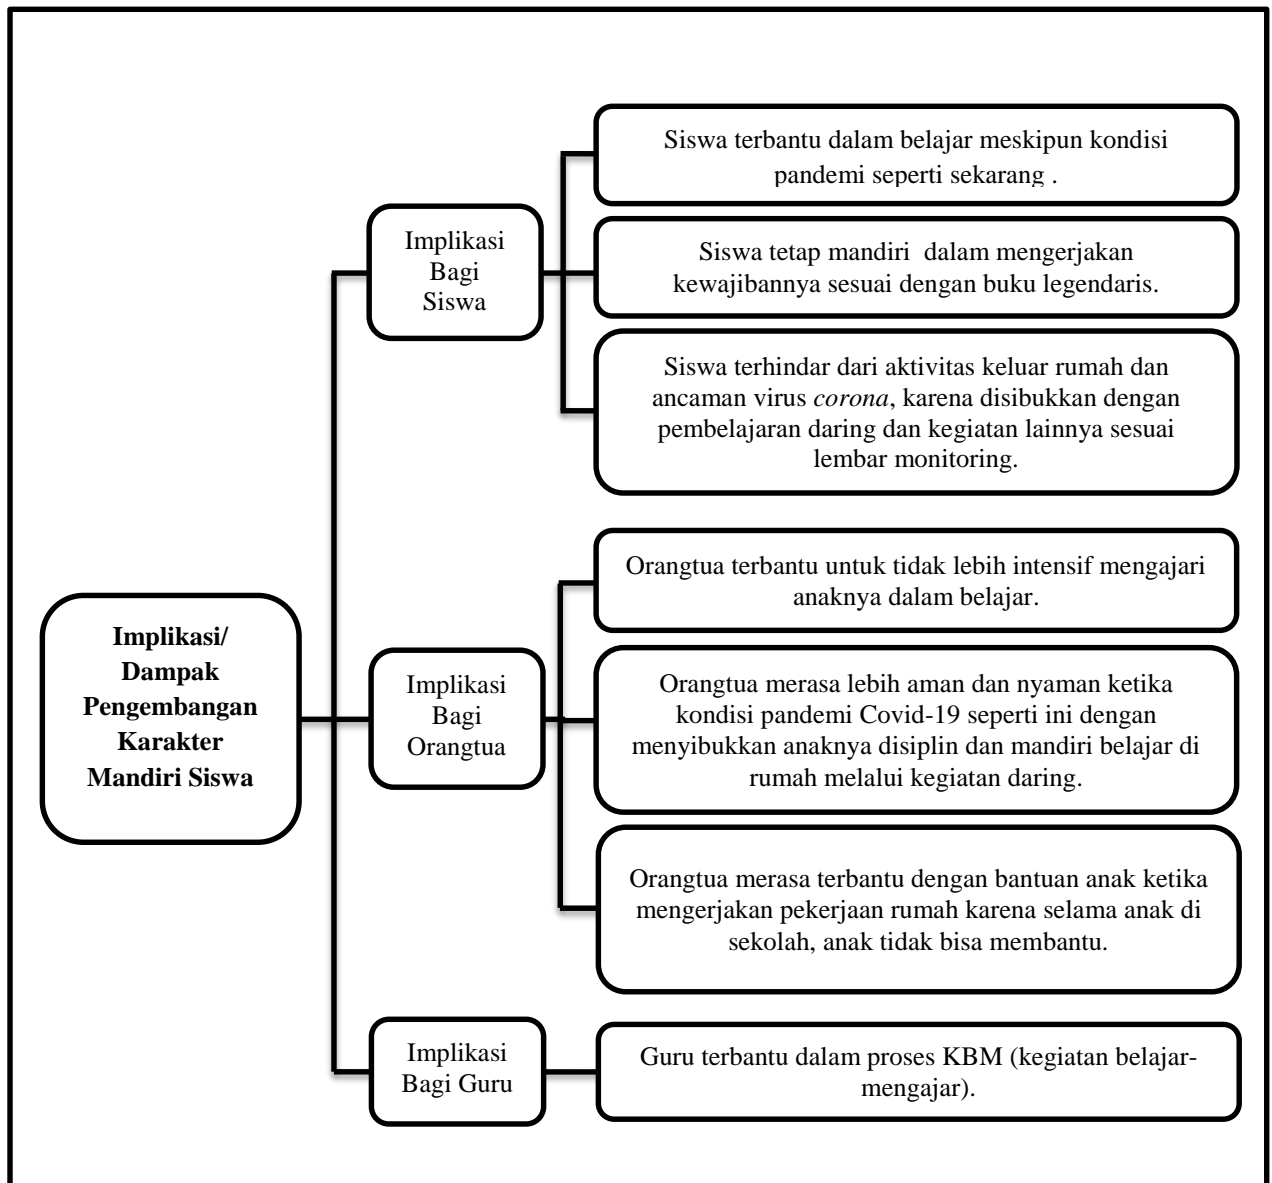 Implikasi/
Dampak
Pengembangan
Karakter
Mandiri Siswa
Implikasi
Bagi
Siswa
Siswa terbantu dalam belajar meskipun kondisi
pandemi seperti sekarang .
Siswa tetap mandiri  dalam mengerjakan
kewajibannya sesuai dengan buku legendaris.
Siswa terhindar dari aktivitas keluar rumah dan
ancaman virus corona, karena disibukkan dengan
pembelajaran daring dan kegiatan lainnya sesuai
lembar monitoring.
Implikasi
Bagi
Orangtua
Orangtua terbantu untuk tidak lebih intensif mengajari
anaknya dalam belajar.
Orangtua merasa lebih aman dan nyaman ketika
kondisi pandemi Covid-19 seperti ini dengan
menyibukkan anaknya disiplin dan mandiri belajar di
rumah melalui kegiatan daring.
Orangtua merasa terbantu dengan bantuan anak ketika
mengerjakan pekerjaan rumah karena selama anak di
sekolah, anak tidak bisa membantu.
Implikasi
Bagi Guru
Guru terbantu dalam proses KBM (kegiatan belajar-
mengajar).